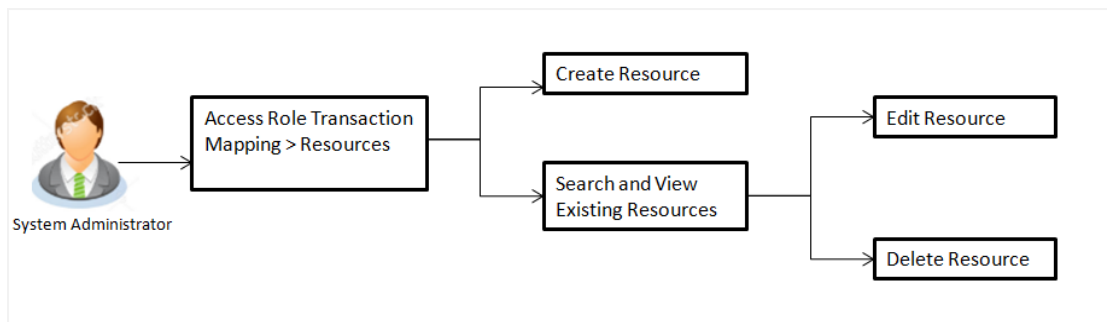 System Administrator
Access Role Transaction
Mapping > Resources
Create Resource
Search and View
Existing Resources
Edit Resource
Delete Resource